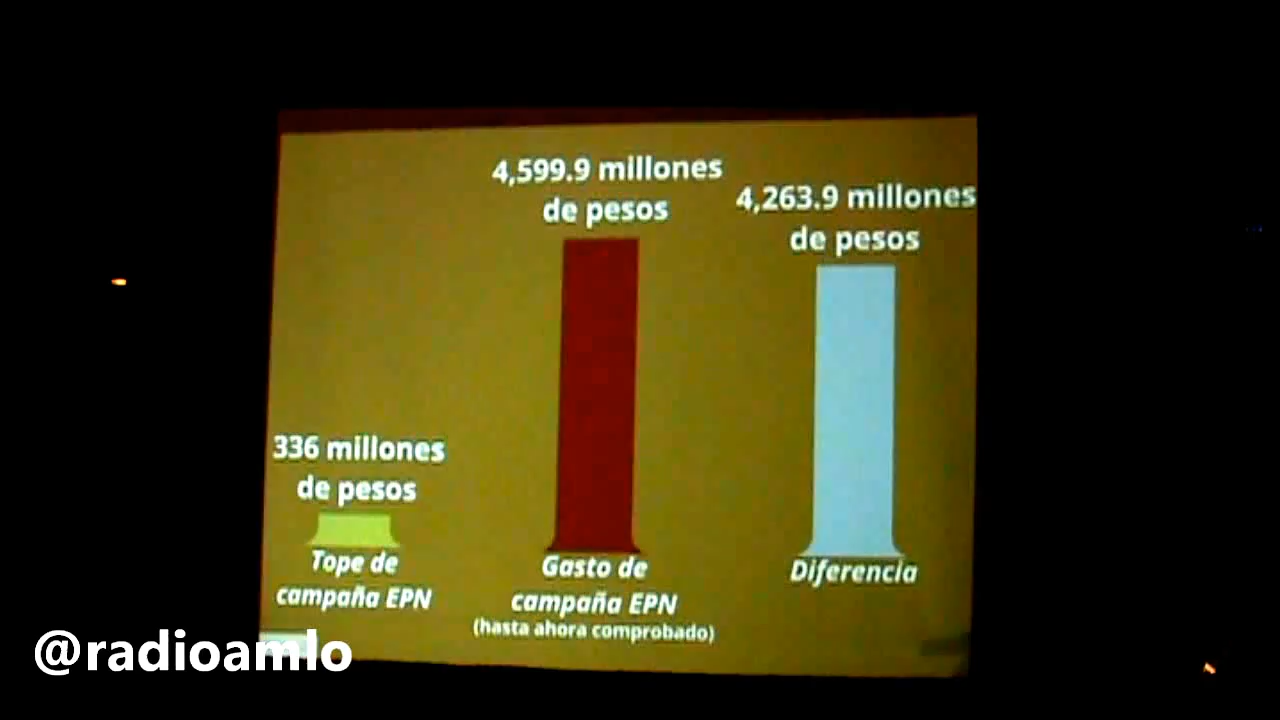 4,599.9 millones
de pesos
4,263.9 millones
de pesos
336 millones
de pesos
Tope de
campaña EPN
Gasto de
campaña EPN
(hasta ahora comprobado)
Diferencia
@radioamlo